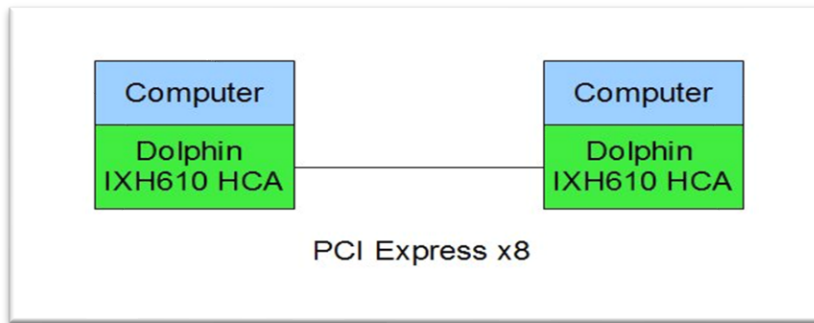 Computer
Dolphin
IXH610 HCA
Computer
Dolphin
IXH610 HCA
PCI Express x8